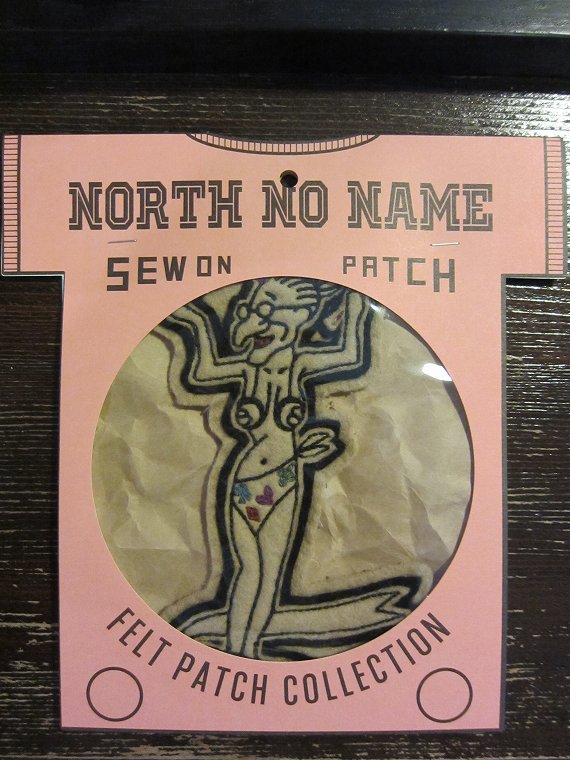 NORTH NO NAME
SEW ON PATCH
FELT PATCH COLLECTION